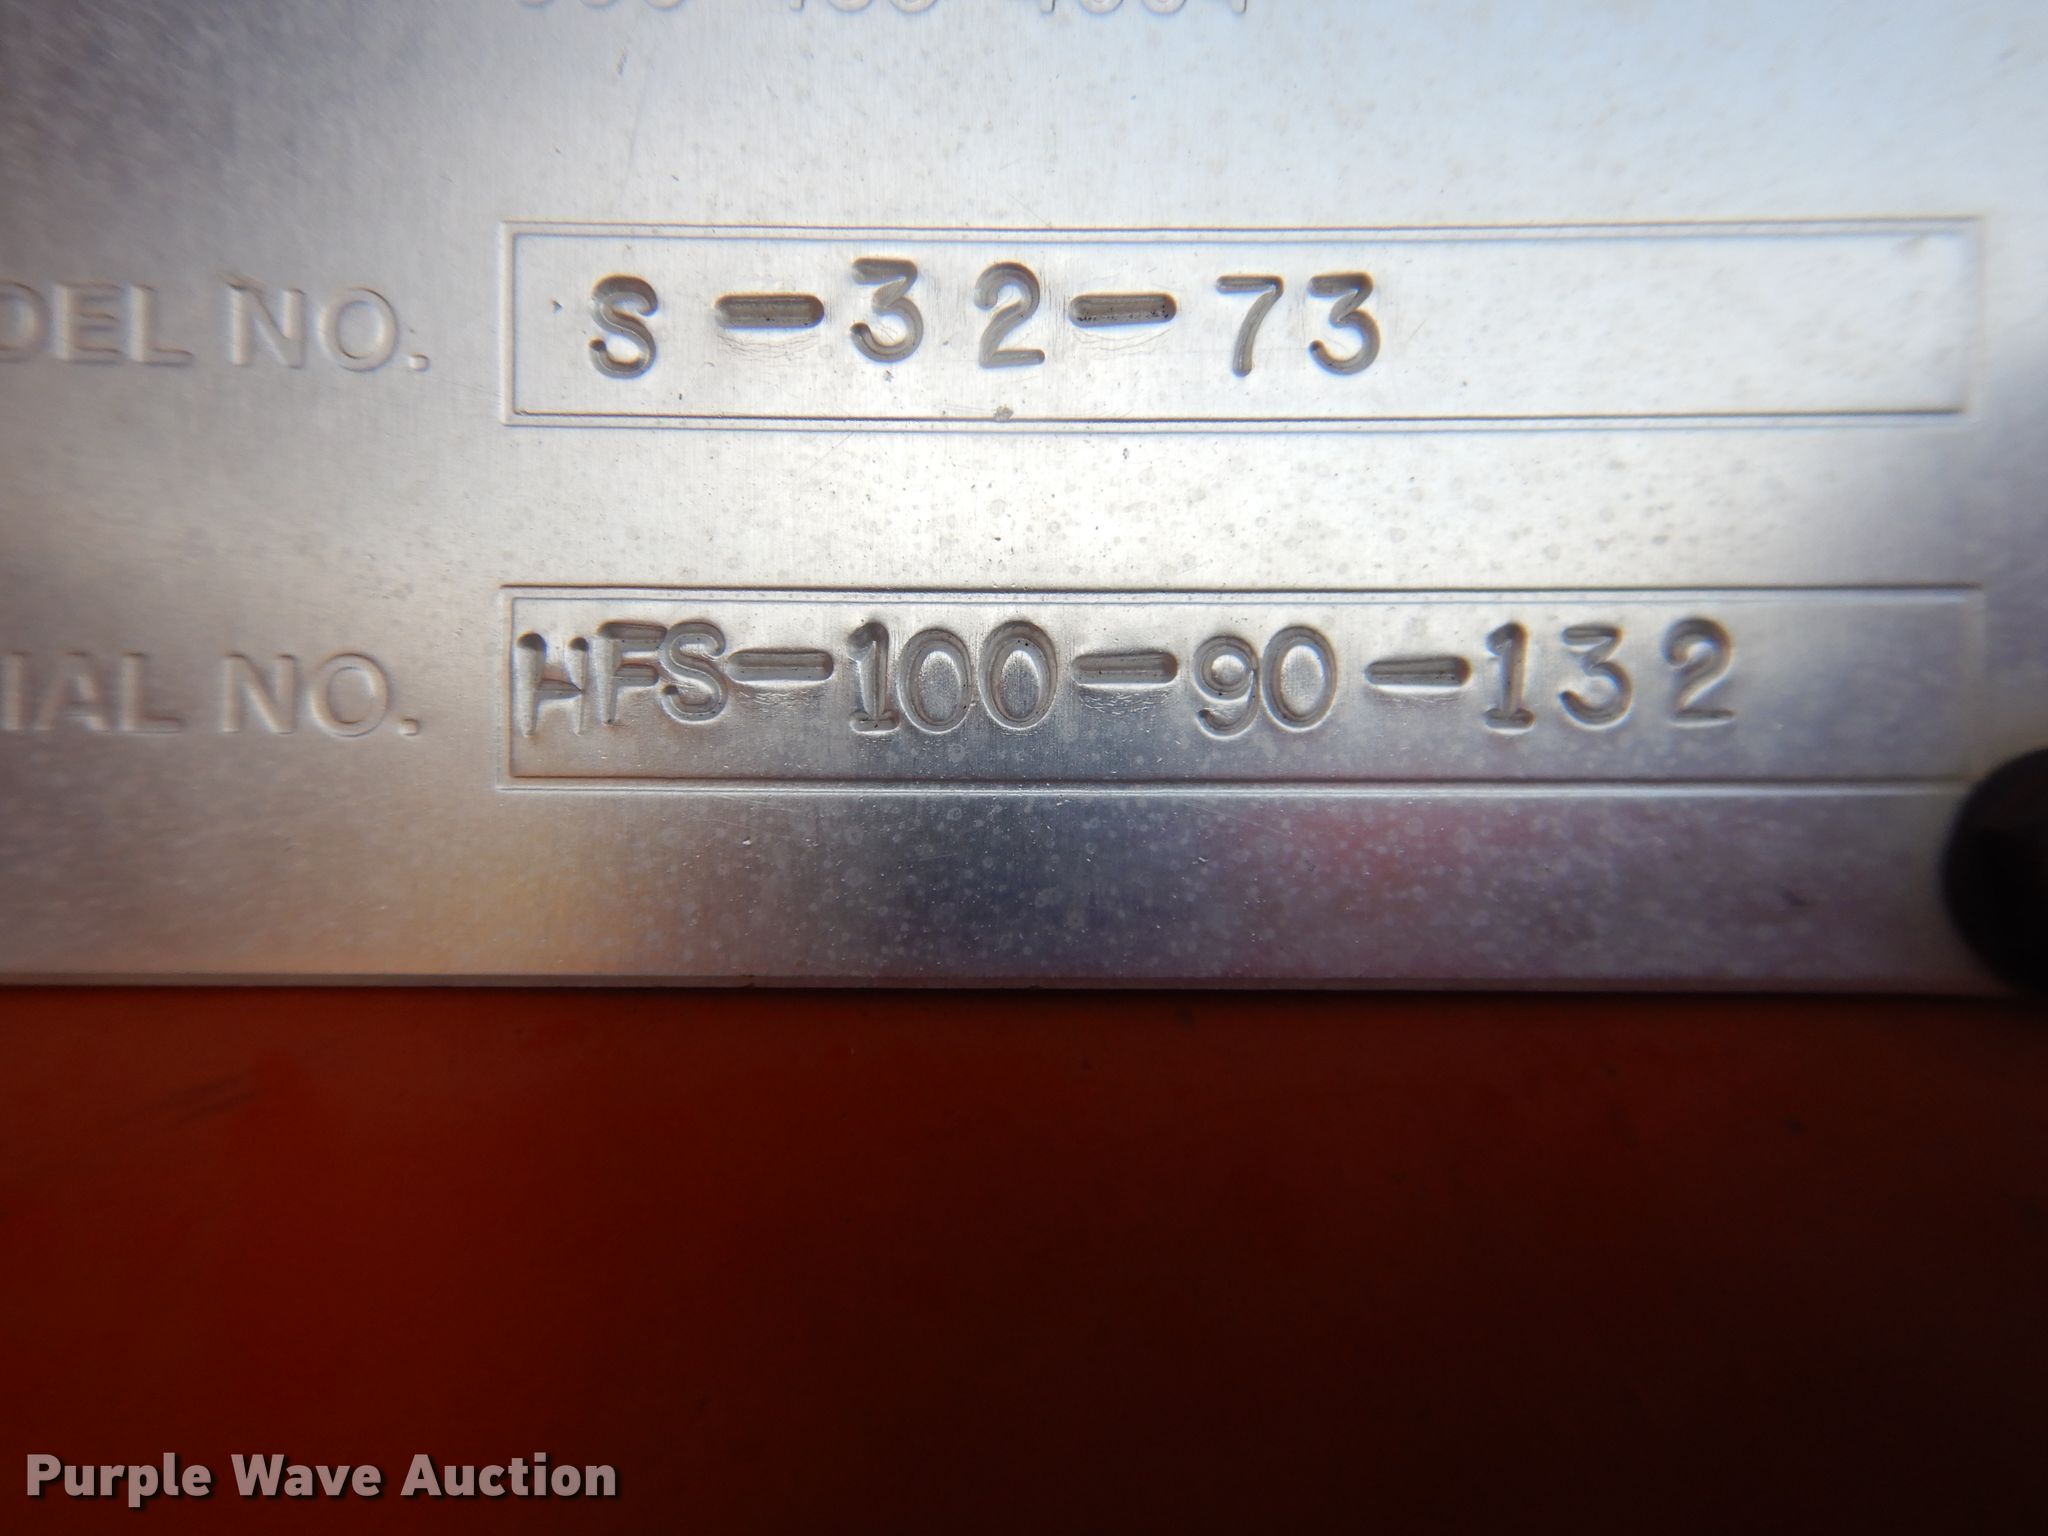 DEL NO. S-32-73
IAL NO. HFS-100-90-132
Purple Wave Auction